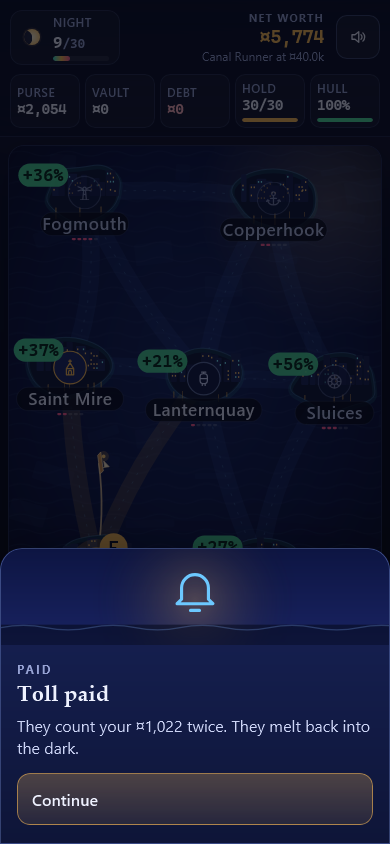 NIGHT
9/30
NET WORTH
¤5,774
Canal Runner at ¤40.0k
PURSE
¤2,054
VAULT
¤0
DEBT
¤0
HOLD
30/30
HULL
100%
+36%
Fogmouth
Copperhook
+37%
Saint Mire
+21%
Lanternquay
+56%
Sluices
PAID
Toll paid
They count your ¤1,022 twice. They melt back into
the dark.
Continue